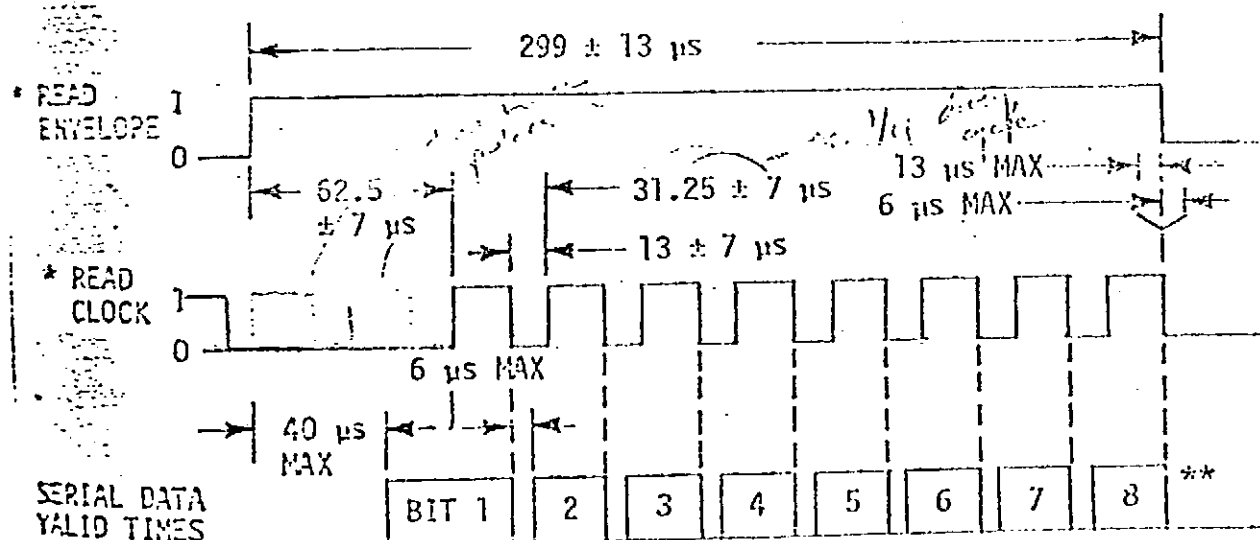 299 ± 13 µs
* READ
ENVELOPE
1
0
13 µs MAX
62.5
± 7 µs
31.25 ± 7 µs
6 µs MAX
13 ± 7 µs
* READ
CLOCK
1
0
6 µs MAX
40 µs
MAX
SERIAL DATA
VALID TIMES
BIT 1
2
3
4
5
6
7
8
**